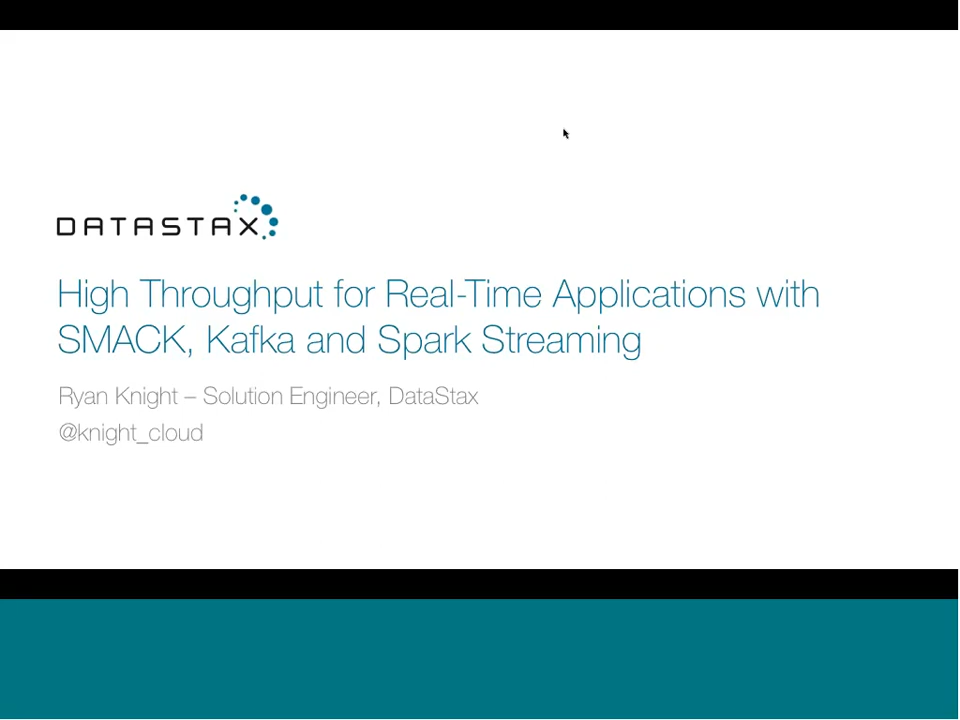 DATASTAX
High Throughput for Real-Time Applications with
SMACK, Kafka and Spark Streaming
Ryan Knight – Solution Engineer, DataStax
@knight_cloud